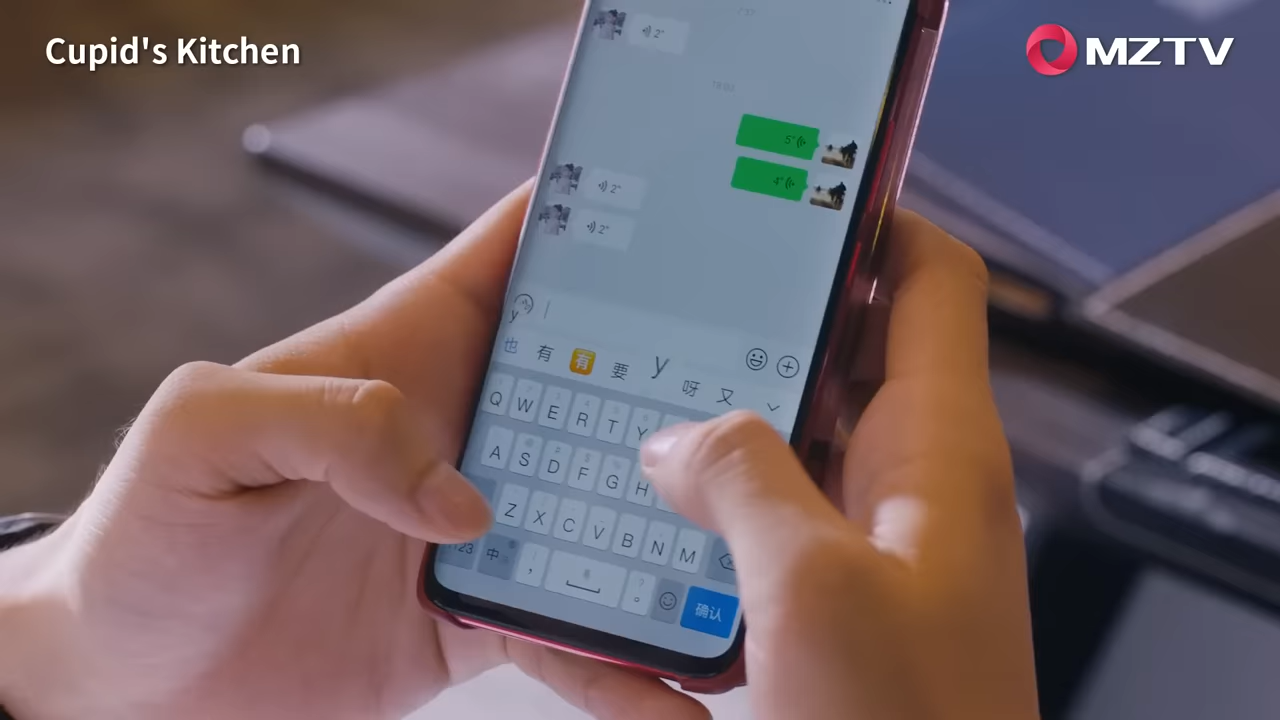 Cupid's Kitchen
MZTV
2"
5"
4"
2"
2"
y
也 有 有 要 y 呀 又
Q W E R T Y
A S D F G H
Z X C V B N M
123 中 , ? 。 确认